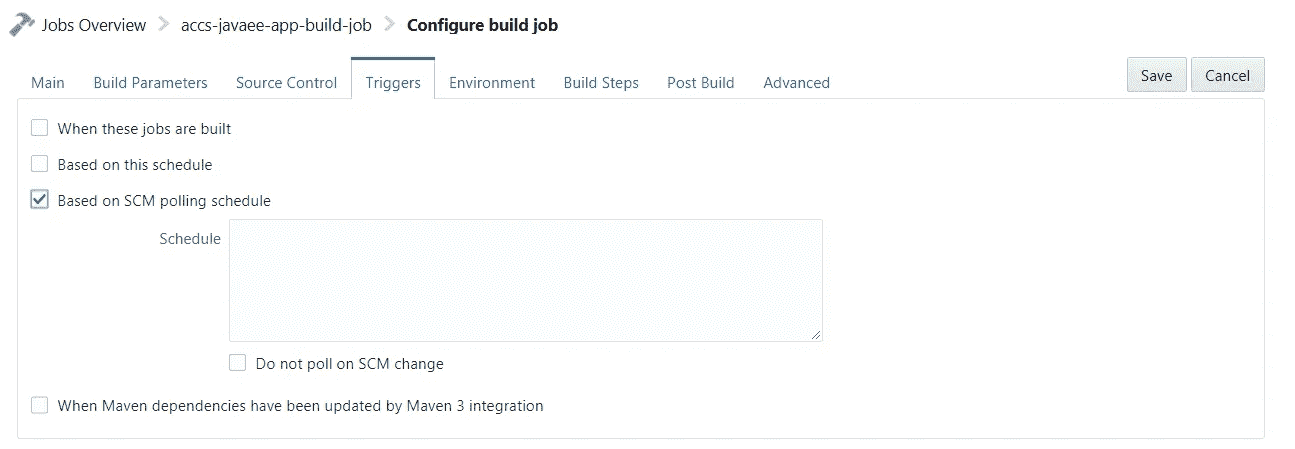 Jobs Overview > accs-javaee-app-build-job > Configure build job
Main Build Parameters Source Control Triggers Environment Build Steps Post Build Advanced Save Cancel
When these jobs are built
Based on this schedule
Based on SCM polling schedule
Schedule
Do not poll on SCM change
When Maven dependencies have been updated by Maven 3 integration